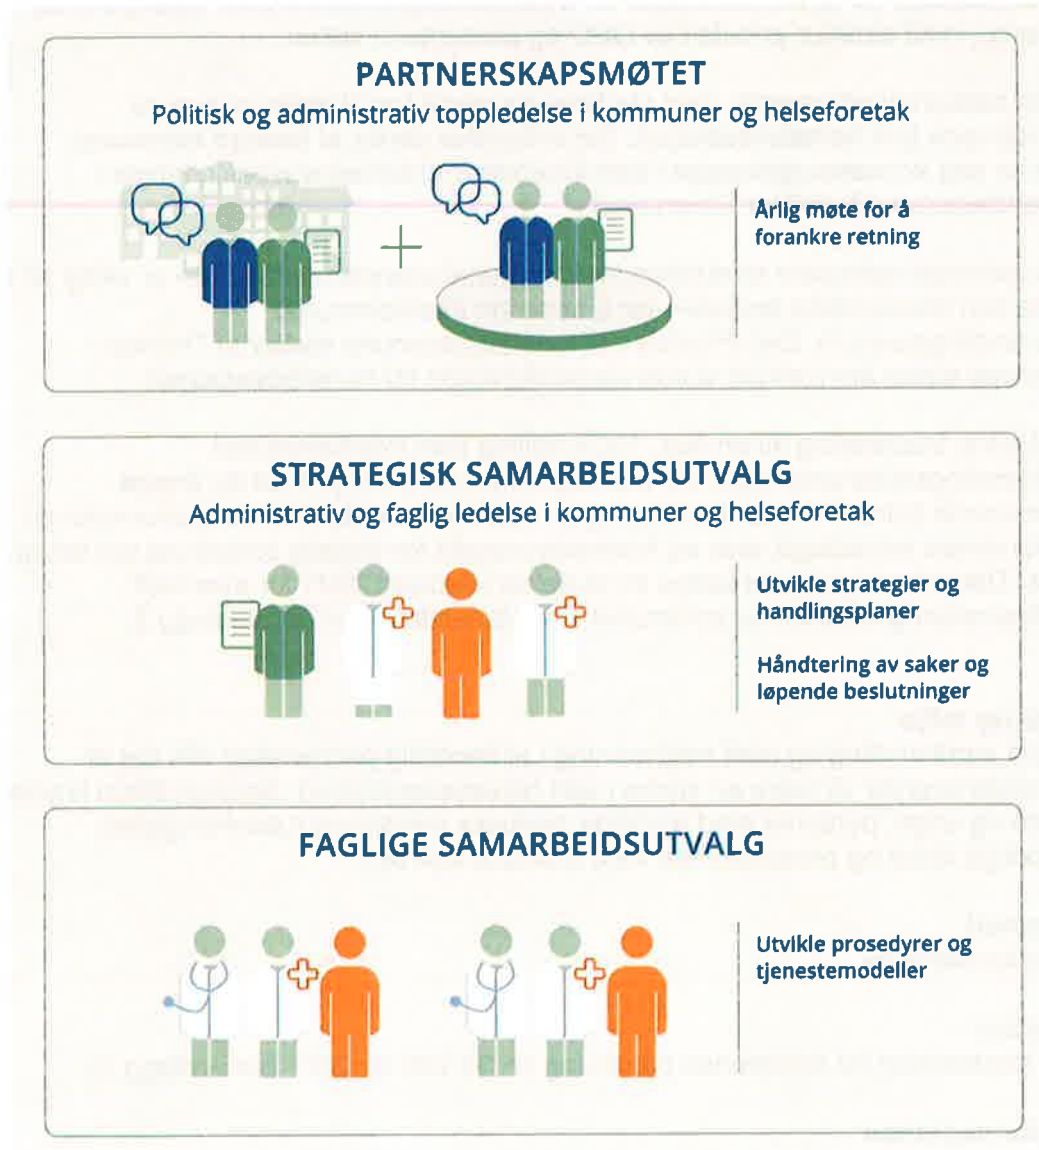 PARTNERSKAPSMØTET
Politisk og administrativ toppledelse i kommuner og helseforetak
Årlig møte for å
forankre retning
STRATEGISK SAMARBEIDSUTVALG
Administrativ og faglig ledelse i kommuner og helseforetak
Utvikle strategier og
handlingsplaner
Håndtering av saker og
løpende beslutninger
FAGLIGE SAMARBEIDSUTVALG
Utvikle prosedyrer og
tjenestemodeller